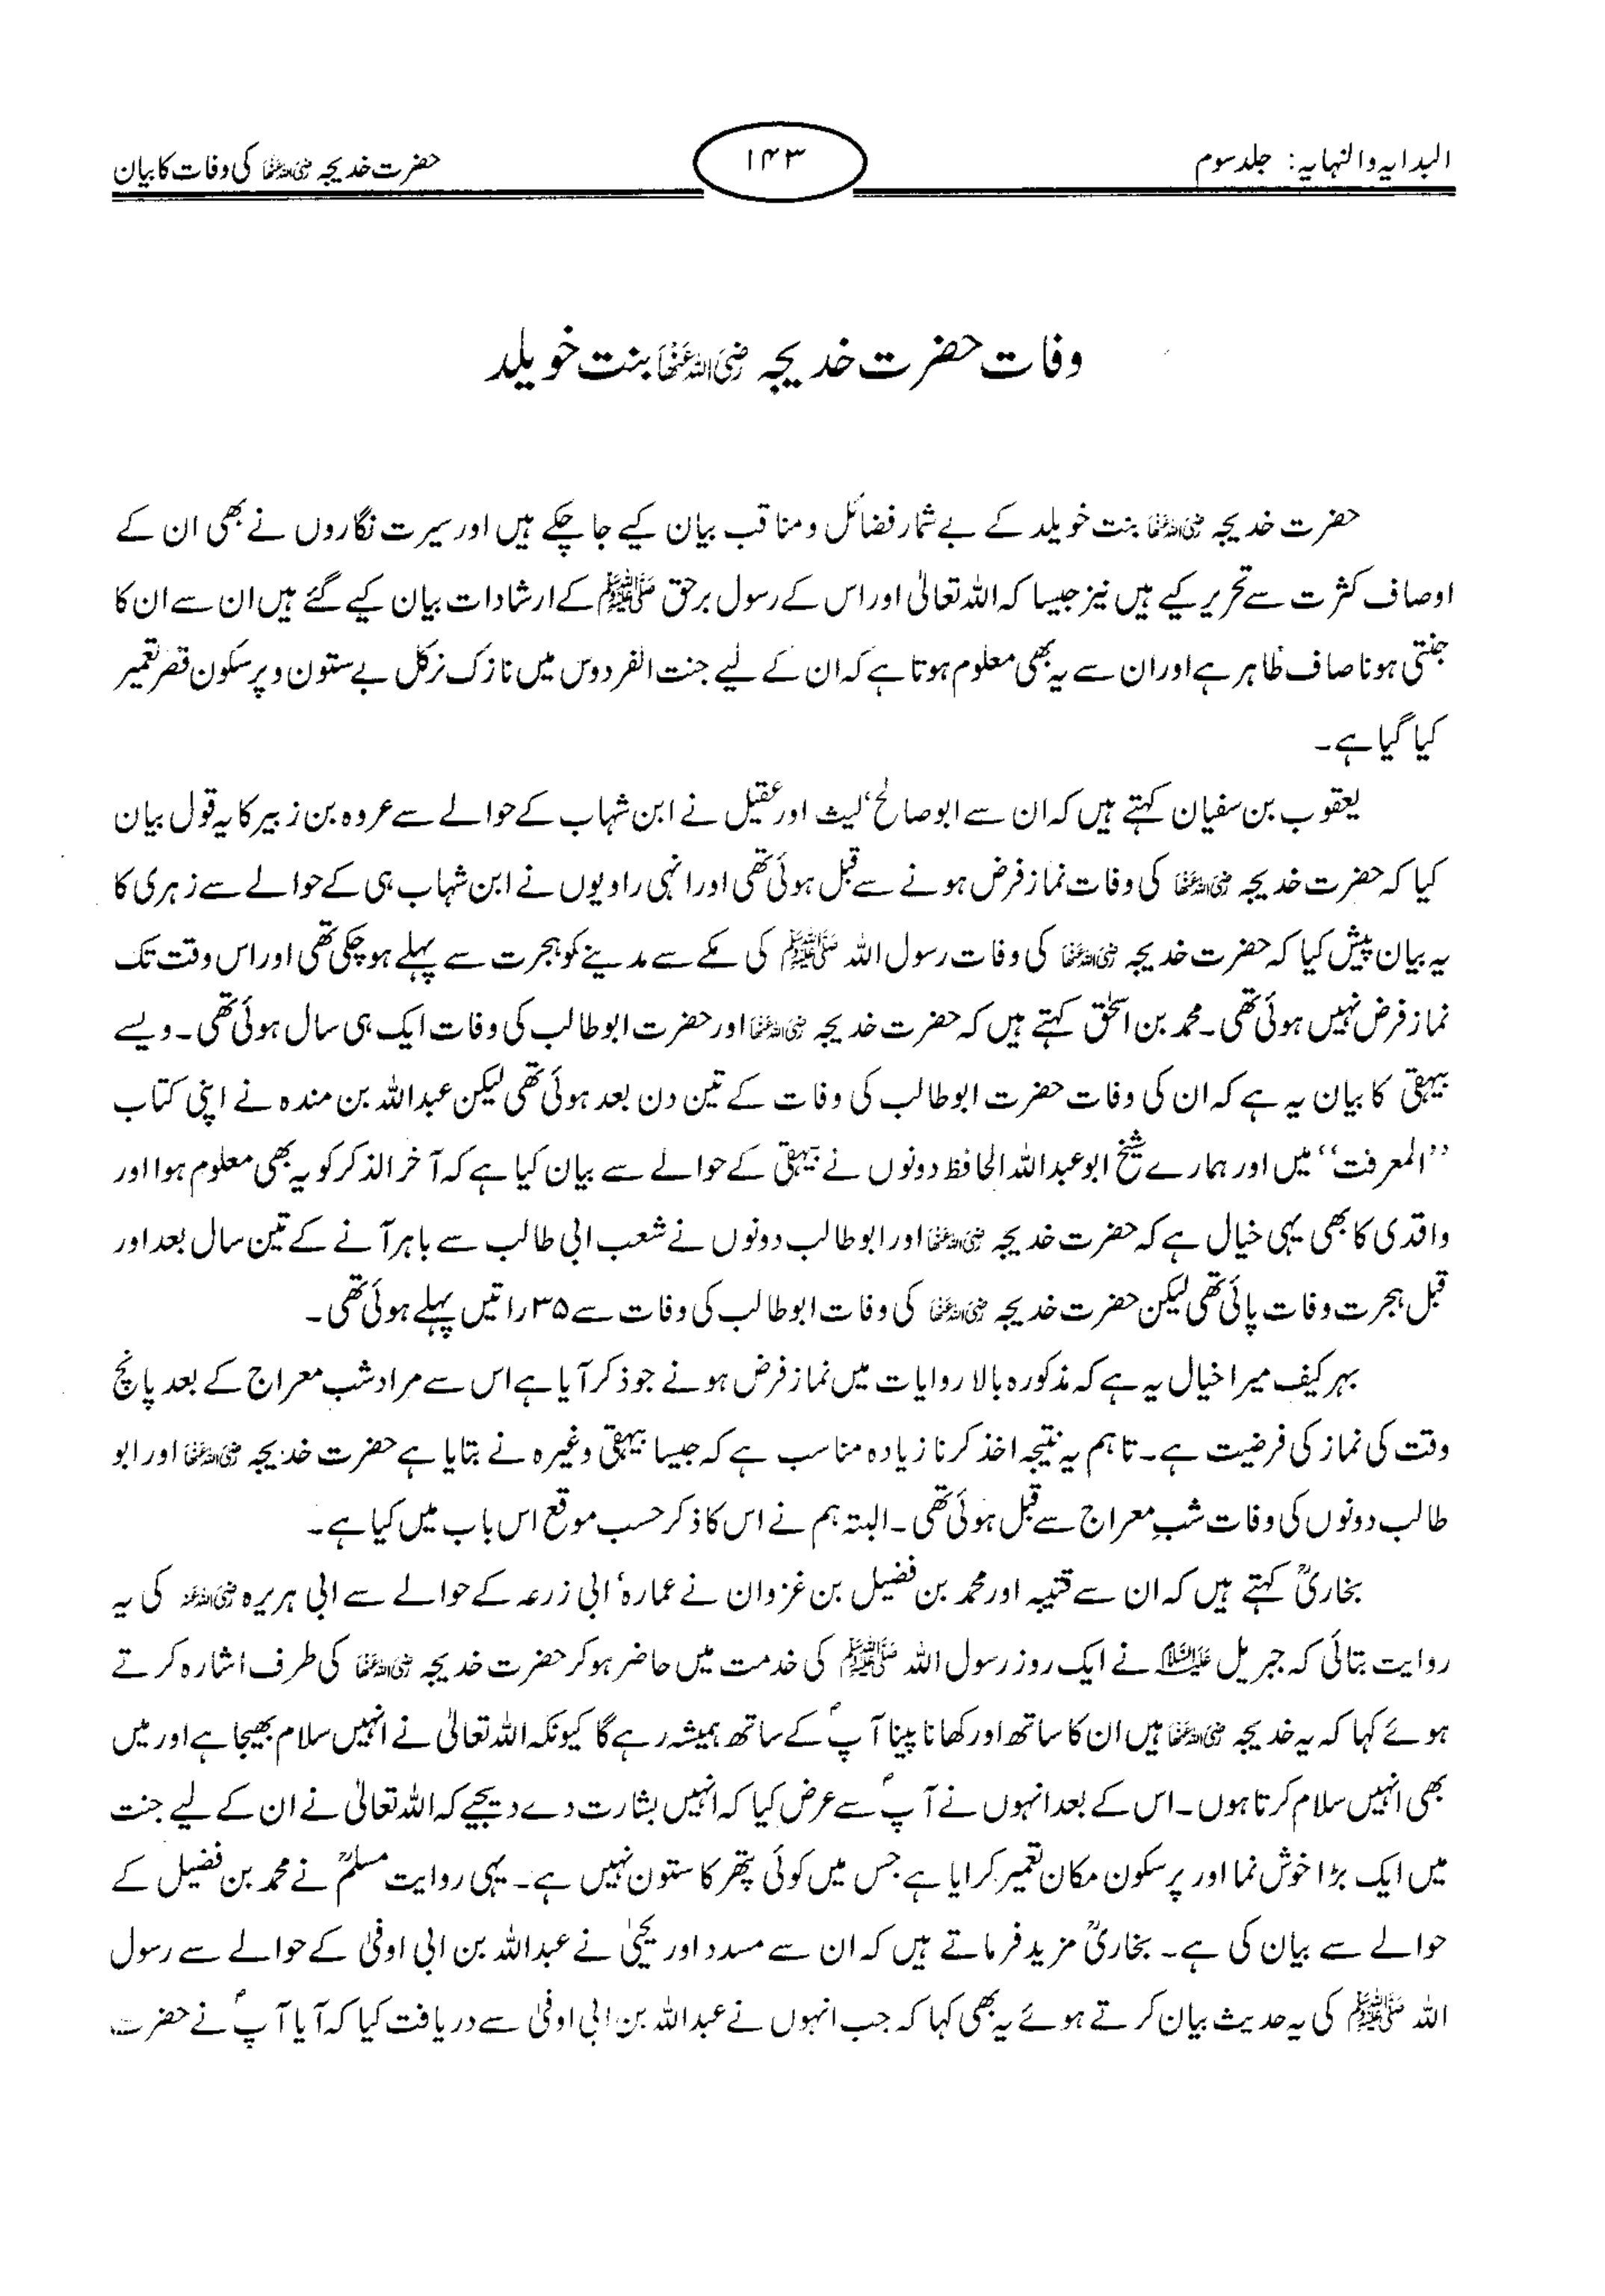 البدایہ والنہایہ: جلد سوم
۱۴۳
حضرت خدیجہ رضی اللہ عنہا کی وفات کا بیان
وفات حضرت خدیجہ رضی اللہ عنہا بنت خویلد
حضرت خدیجہ رضی اللہ عنہا بنت خویلد کے بے شمار فضائل و مناقب بیان کیے جا چکے ہیں اور سیرت نگاروں نے بھی ان کے
اوصاف کثرت سے تحریر کیے ہیں نیز جیسا کہ اللہ تعالیٰ اور اس کے رسول برحق ﷺ کے ارشادات بیان کیے گئے ہیں ان سے ان کا
جنتی ہونا صاف ظاہر ہے اور ان سے یہ بھی معلوم ہوتا ہے کہ ان کے لیے جنت الفردوس میں نازک نرکل بے ستون و پرسکون قصر تعمیر
کیا گیا ہے۔
یعقوب بن سفیان کہتے ہیں کہ ان سے ابو صالح' لیث اور عقیل نے ابن شہاب کے حوالے سے عروہ بن زبیر کا یہ قول بیان
کیا کہ حضرت خدیجہ رضی اللہ عنہا کی وفات نماز فرض ہونے سے قبل ہوئی تھی اور انہی راویوں نے ابن شہاب ہی کے حوالے سے زہری کا
یہ بیان پیش کیا کہ حضرت خدیجہ رضی اللہ عنہا کی وفات رسول اللہ ﷺ کی مکے سے مدینے کو ہجرت سے پہلے ہو چکی تھی اور اس وقت تک
نماز فرض نہیں ہوئی تھی۔ محمد بن اسحٰق کہتے ہیں کہ حضرت خدیجہ رضی اللہ عنہا اور حضرت ابو طالب کی وفات ایک ہی سال ہوئی تھی۔ ویسے
بیہقی کا بیان یہ ہے کہ ان کی وفات حضرت ابو طالب کی وفات کے تین دن بعد ہوئی تھی لیکن عبداللہ بن مندہ نے اپنی کتاب
''المعرفت'' میں اور ہمارے شیخ ابو عبداللہ الحافظ دونوں نے بیہقی کے حوالے سے بیان کیا ہے کہ آخر الذکر کو یہ بھی معلوم ہوا اور
واقدی کا بھی یہی خیال ہے کہ حضرت خدیجہ رضی اللہ عنہا اور ابو طالب دونوں نے شعب ابی طالب سے باہر آنے کے تین سال بعد اور
قبل ہجرت وفات پائی تھی لیکن حضرت خدیجہ رضی اللہ عنہا کی وفات ابو طالب کی وفات سے ۳۵ راتیں پہلے ہوئی تھی۔
بہر کیف میرا خیال یہ ہے کہ مذکورہ بالا روایات میں نماز فرض ہونے جو ذکر آیا ہے اس سے مراد شب معراج کے بعد پانچ
وقت کی نماز کی فرضیت ہے۔ تاہم یہ نتیجہ اخذ کرنا زیادہ مناسب ہے کہ جیسا بیہقی وغیرہ نے بتایا ہے حضرت خدیجہ رضی اللہ عنہا اور ابو
طالب دونوں کی وفات شبِ معراج سے قبل ہوئی تھی۔ البتہ ہم نے اس کا ذکر حسب موقع اس باب میں کیا ہے۔
بخاریؒ کہتے ہیں کہ ان سے قتیبہ اور محمد بن فضیل بن غزوان نے عمارہ' ابی زرعہ کے حوالے سے ابی ہریرہ رضی اللہ عنہ کی یہ
روایت بتائی کہ جبریل علیہ السلام نے ایک روز رسول اللہ ﷺ کی خدمت میں حاضر ہو کر حضرت خدیجہ رضی اللہ عنہا کی طرف اشارہ کرتے
ہوئے کہا کہ یہ خدیجہ رضی اللہ عنہا ہیں ان کا ساتھ اور کھانا پینا آپؐ کے ساتھ ہمیشہ رہے گا کیونکہ اللہ تعالیٰ نے انہیں سلام بھیجا ہے اور میں
بھی انہیں سلام کرتا ہوں۔ اس کے بعد انہوں نے آپؐ سے عرض کیا کہ انہیں بشارت دے دیجیے کہ اللہ تعالیٰ نے ان کے لیے جنت
میں ایک بڑا خوش نما اور پرسکون مکان تعمیر کرایا ہے جس میں کوئی پتھر کا ستون نہیں ہے۔ یہی روایت مسلمؒ نے محمد بن فضیل کے
حوالے سے بیان کی ہے۔ بخاریؒ مزید فرماتے ہیں کہ ان سے مسدد اور یحییٰ نے عبداللہ بن ابی اوفیٰ کے حوالے سے رسول
اللہ ﷺ کی یہ حدیث بیان کرتے ہوئے یہ بھی کہا کہ جب انہوں نے عبداللہ بن ابی اوفیٰ سے دریافت کیا کہ آیا آپؐ نے حضرت